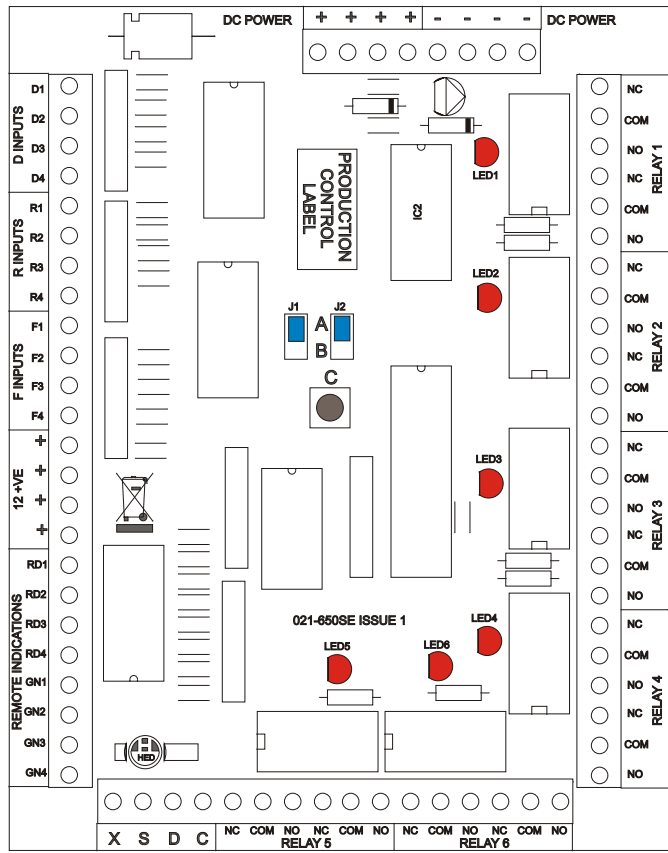 DC POWER + + + + - - - - DC POWER
D INPUTS
D1
D2
D3
D4
R INPUTS
R1
R2
R3
R4
F INPUTS
F1
F2
F3
F4
12 +VE
+
+
+
+
REMOTE INDICATIONS
RD1
RD2
RD3
RD4
GN1
GN2
GN3
GN4
PRODUCTION
CONTROL
LABEL
IC2
J1
J2
A
B
C
LED1
LED2
LED3
LED4
LED5
LED6
021-650SE ISSUE 1
HED
NC
COM
NO
NC
COM
NO
RELAY 1
NC
COM
NO
NC
COM
NO
RELAY 2
NC
COM
NO
NC
COM
NO
RELAY 3
NC
COM
NO
NC
COM
NO
RELAY 4
X S D C
NC COM NO NC COM NO
RELAY 5
NC COM NO NC COM NO
RELAY 6